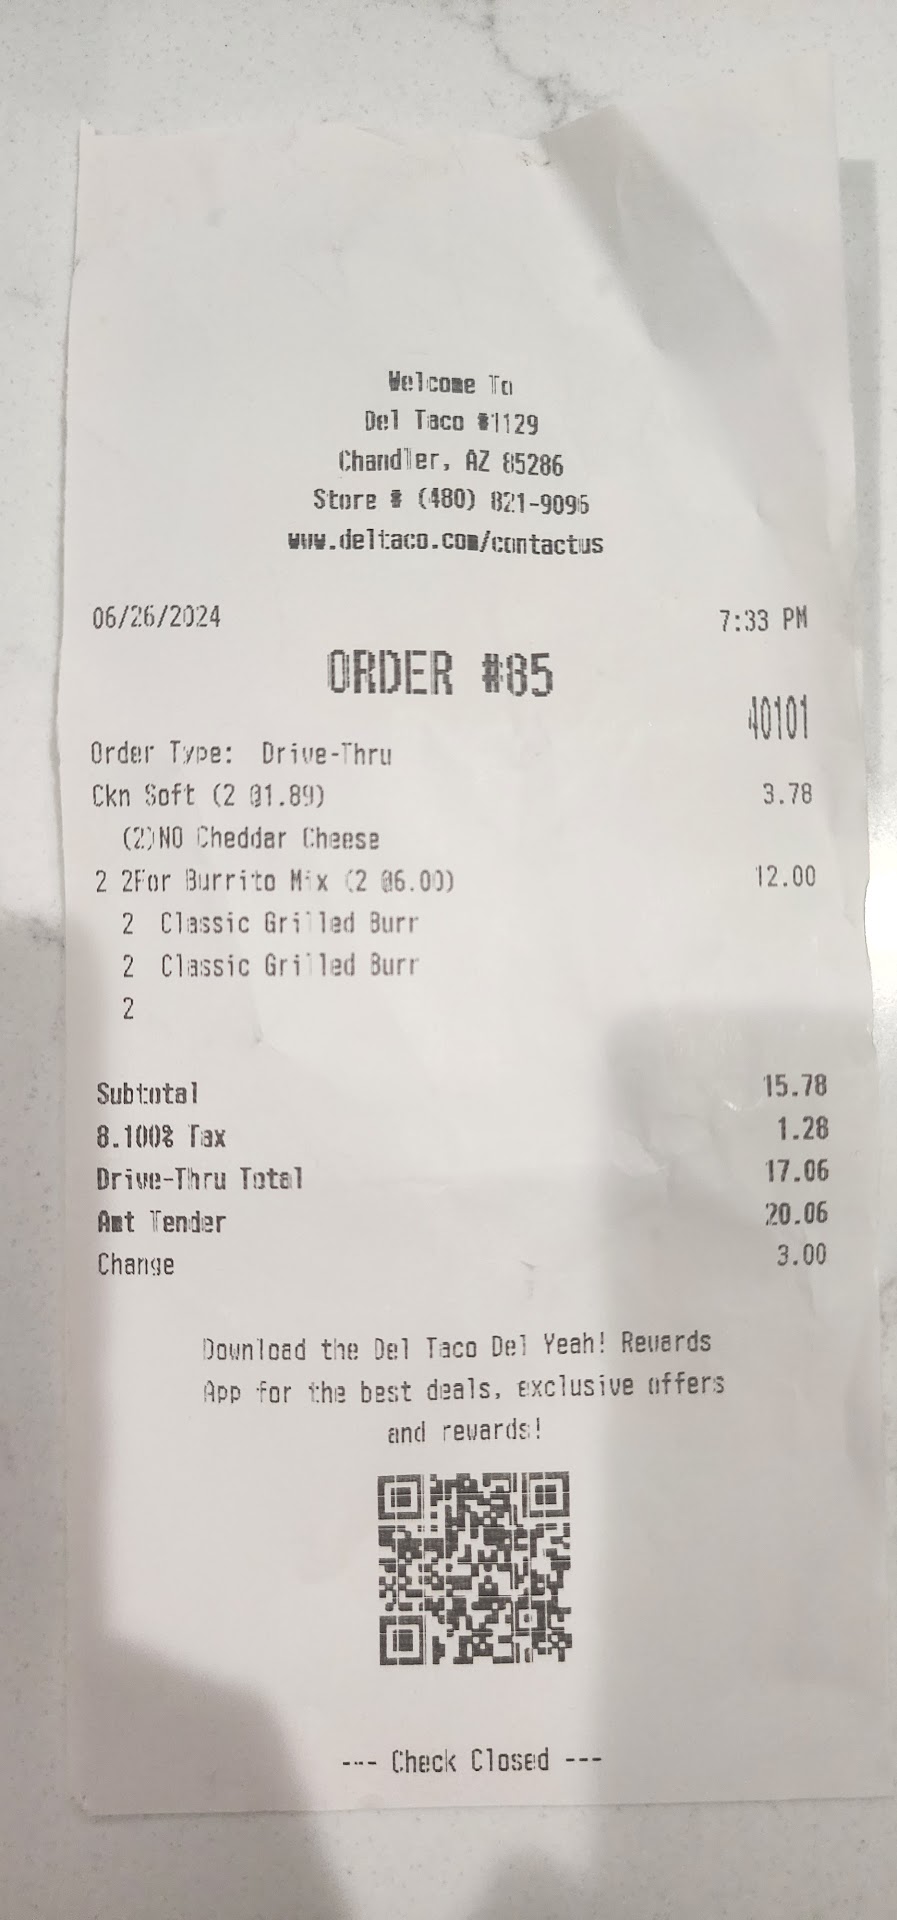 Welcome To
Del Taco #1129
Chandler, AZ 85286
Store # (480) 821-9096
www.deltaco.com/contactus
06/26/2024 7:33 PM
ORDER #85
40101
Order Type: Drive-Thru
Ckn Soft (2 @1.89) 3.78
(2)NO Cheddar Cheese
2 2For Burrito Mix (2 @6.00) 12.00
2 Classic Grilled Burr
2 Classic Grilled Burr
2
Subtotal 15.78
8.100% Tax 1.28
Drive-Thru Total 17.06
Amt Tender 20.06
Change 3.00
Download the Del Taco Del Yeah! Rewards
App for the best deals, exclusive offers
and rewards!
--- Check Closed ---